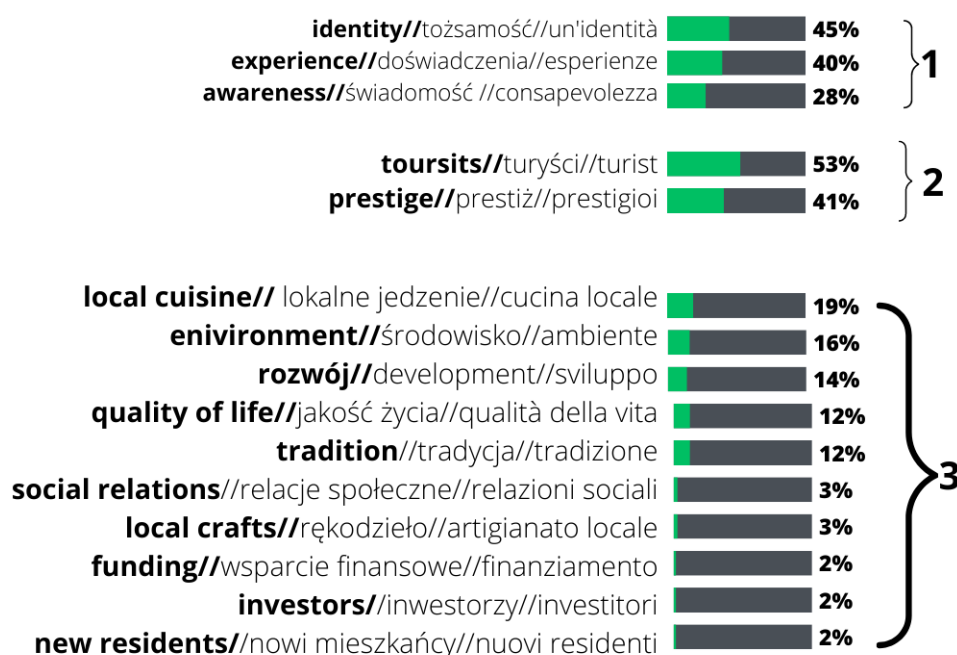 identity//tożsamość//un'identità 45%
experience//doświadczenia//esperienze 40%
awareness//świadomość //consapevolezza 28%
1
toursits//turyści//turist 53%
prestige//prestiż//prestigioi 41%
2
local cuisine// lokalne jedzenie//cucina locale 19%
enivironment//środowisko//ambiente 16%
rozwój//development//sviluppo 14%
quality of life//jakość życia//qualità della vita 12%
tradition//tradycja//tradizione 12%
social relations//relacje społeczne//relazioni sociali 3%
local crafts//rękodzieło//artigianato locale 3%
funding//wsparcie finansowe//finanziamento 2%
investors//inwestorzy//investitori 2%
new residents//nowi mieszkańcy//nuovi residenti 2%
3